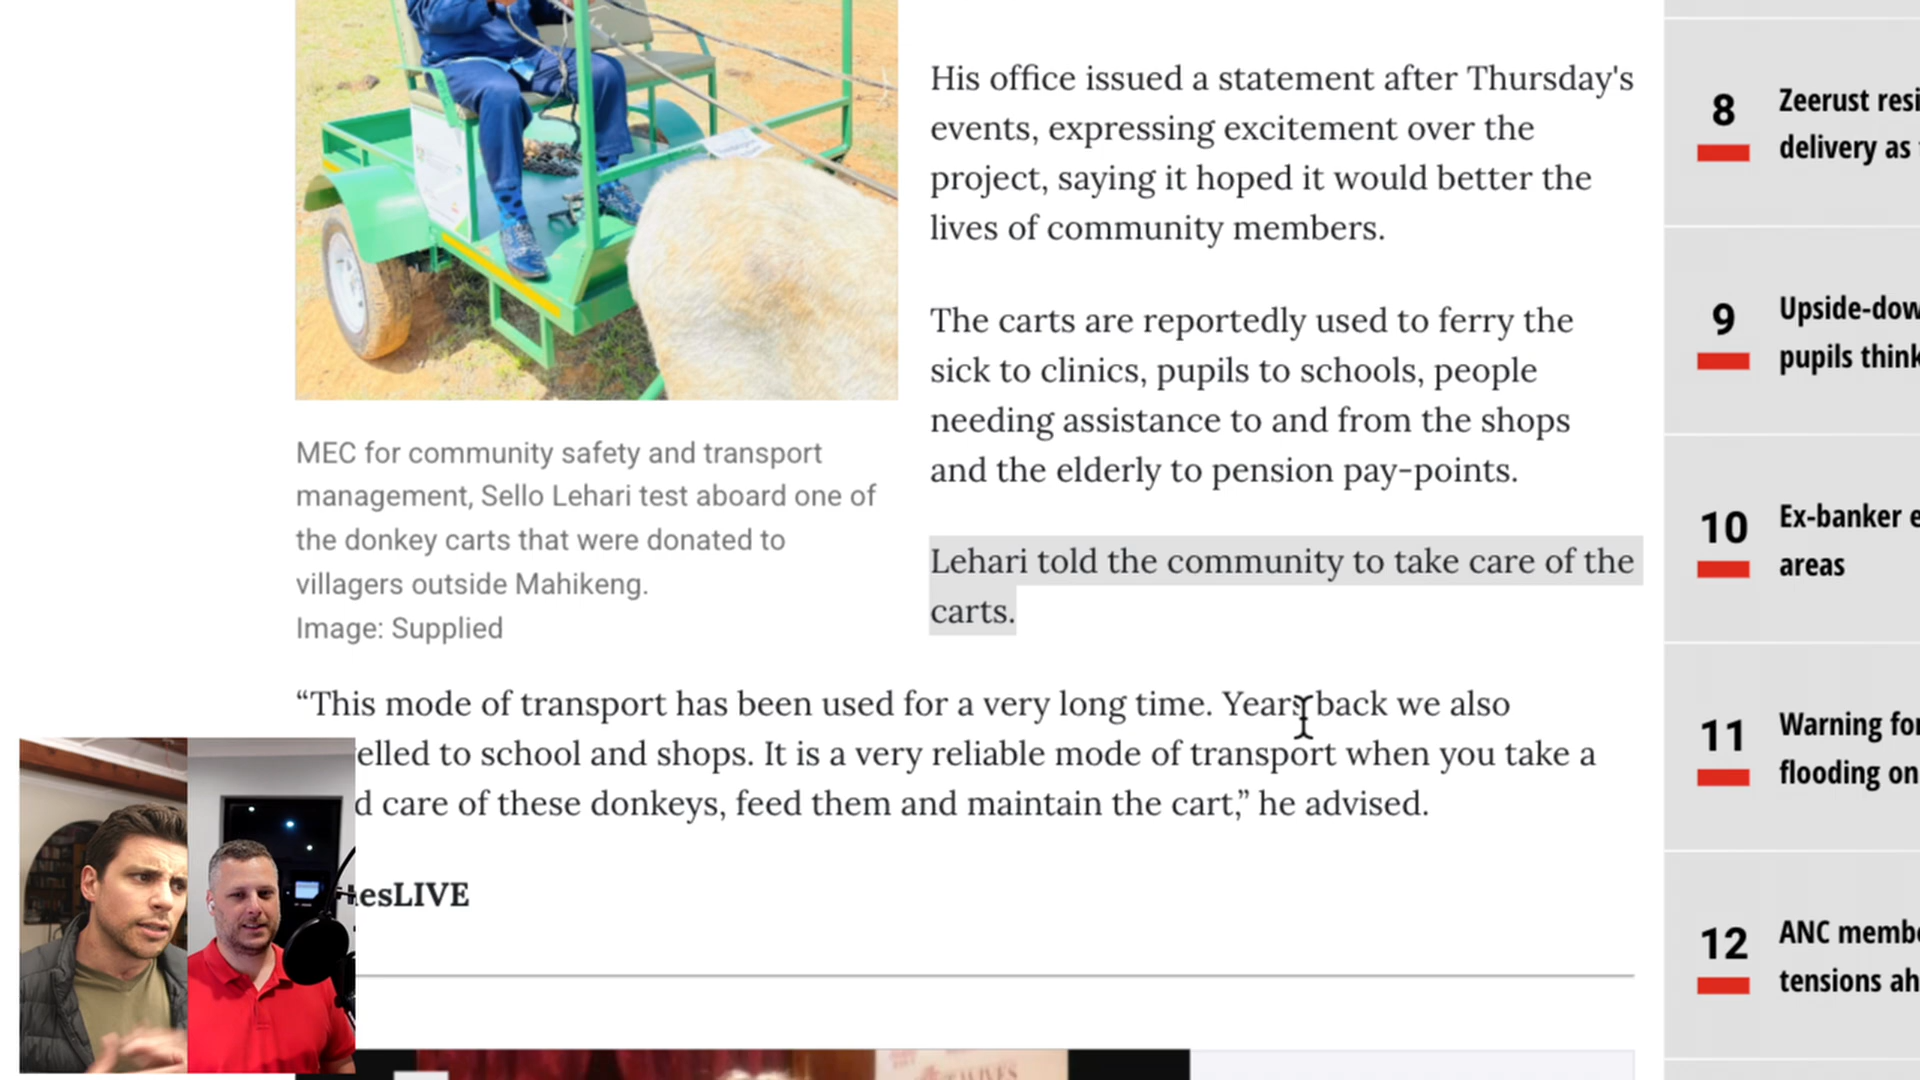 His office issued a statement after Thursday's
events, expressing excitement over the
project, saying it hoped it would better the
lives of community members.
The carts are reportedly used to ferry the
sick to clinics, pupils to schools, people
needing assistance to and from the shops
and the elderly to pension pay-points.
Lehari told the community to take care of the
carts.
MEC for community safety and transport
management, Sello Lehari test aboard one of
the donkey carts that were donated to
villagers outside Mahikeng.
Image: Supplied
“This mode of transport has been used for a very long time. Years back we also
elled to school and shops. It is a very reliable mode of transport when you take a
d care of these donkeys, feed them and maintain the cart,” he advised.
esLIVE
8
Zeerust resi
delivery as
9
Upside-dow
pupils think
10
Ex-banker e
areas
11
Warning for
flooding on
12
ANC membe
tensions ah